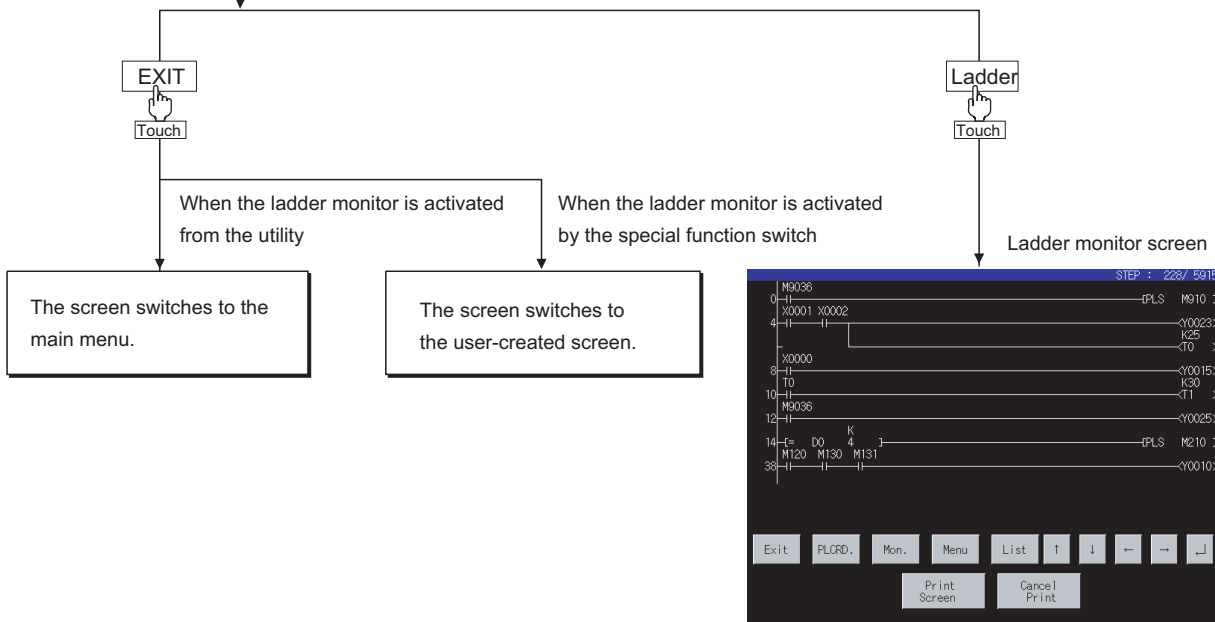 EXIT
Touch
Ladder
Touch
When the ladder monitor is activated
from the utility
When the ladder monitor is activated
by the special function switch
Ladder monitor screen
The screen switches to the
main menu.
The screen switches to
the user-created screen.
STEP : 228/ 5915
M9036
0 [PLS M910 ]
X0001 X0002
4 <Y0023>
K25
<T0 >
X0000
8 <Y0015>
T0 K30
10 <T1 >
M9036
12 <Y0025>
K
14 [= D0 4 ] [PLS M210 ]
M120 M130 M131
38 <Y0010>
Exit PLCRD. Mon. Menu List ↑ ↓ ← → ↵
Print
Screen
Cancel
Print